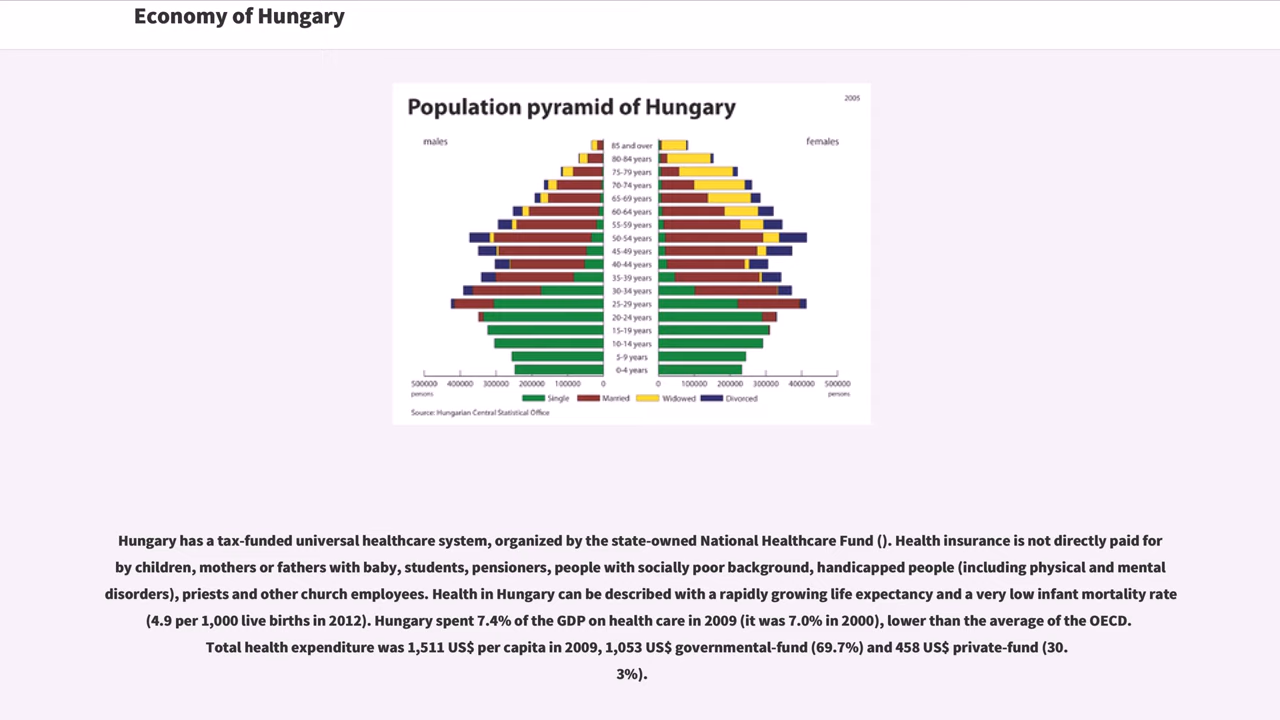 Economy of Hungary
Population pyramid of Hungary
2005
males
females
85 and over
80-84 years
75-79 years
70-74 years
65-69 years
60-64 years
55-59 years
50-54 years
45-49 years
40-44 years
35-39 years
30-34 years
25-29 years
20-24 years
15-19 years
10-14 years
5-9 years
0-4 years
500000 400000 300000 200000 100000 0 0 100000 200000 300000 400000 500000
persons persons
Single Married Widowed Divorced
Source: Hungarian Central Statistical Office
Hungary has a tax-funded universal healthcare system, organized by the state-owned National Healthcare Fund (). Health insurance is not directly paid for
by children, mothers or fathers with baby, students, pensioners, people with socially poor background, handicapped people (including physical and mental
disorders), priests and other church employees. Health in Hungary can be described with a rapidly growing life expectancy and a very low infant mortality rate
(4.9 per 1,000 live births in 2012). Hungary spent 7.4% of the GDP on health care in 2009 (it was 7.0% in 2000), lower than the average of the OECD.
Total health expenditure was 1,511 US$ per capita in 2009, 1,053 US$ governmental-fund (69.7%) and 458 US$ private-fund (30.
3%).